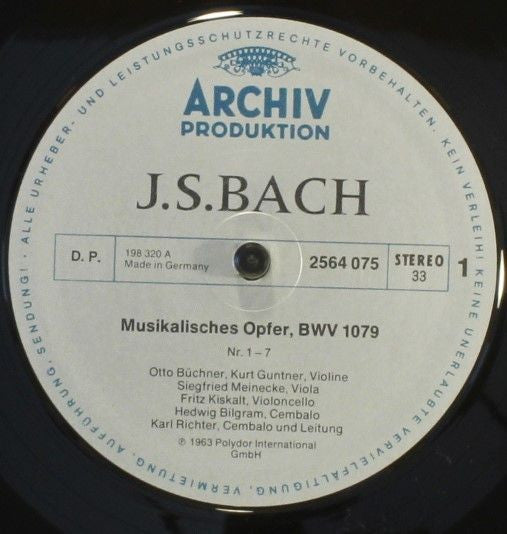 ALLE URHEBER- UND LEISTUNGSSCHUTZRECHTE VORBEHALTEN. KEIN VERLEIH! KEINE UNERLAUBTE VERVIELFÄLTIGUNG, VERMIETUNG, AUFFÜHRUNG, SENDUNG!
ARCHIV
PRODUKTION
J.S.BACH
D. P.
198 320 A
Made in Germany
2564 075
STEREO
33
1
Musikalisches Opfer, BWV 1079
Nr. 1–7
Otto Büchner, Kurt Guntner, Violine
Siegfried Meinecke, Viola
Fritz Kiskalt, Violoncello
Hedwig Bilgram, Cembalo
Karl Richter, Cembalo und Leitung
℗ 1963 Polydor International
GmbH